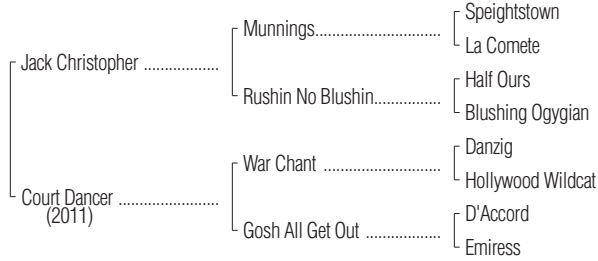 Speightstown
Munnings......................................
La Comete
Jack Christopher ...................
Half Ours
Rushin No Blushin....................
Blushing Ogygian
Danzig
War Chant ...................................
Hollywood Wildcat
Court Dancer .........................
(2011)
D'Accord
Gosh All Get Out ......................
Emiress